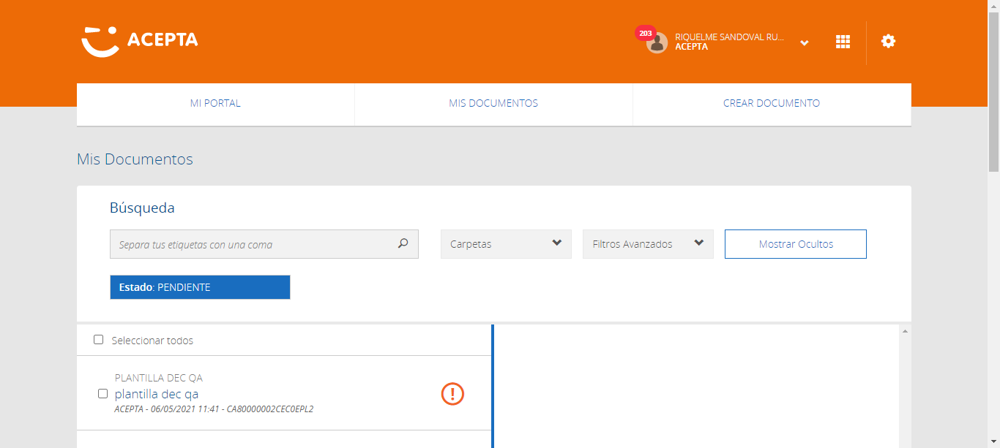 ACEPTA
203
RIQUELME SANDOVAL RU...
ACEPTA
MI PORTAL
MIS DOCUMENTOS
CREAR DOCUMENTO
Mis Documentos
Búsqueda
Separa tus etiquetas con una coma
Carpetas
Filtros Avanzados
Mostrar Ocultos
Estado: PENDIENTE
Seleccionar todos
PLANTILLA DEC QA
plantilla dec qa
ACEPTA - 06/05/2021 11:41 - CA80000002CEC0EPL2